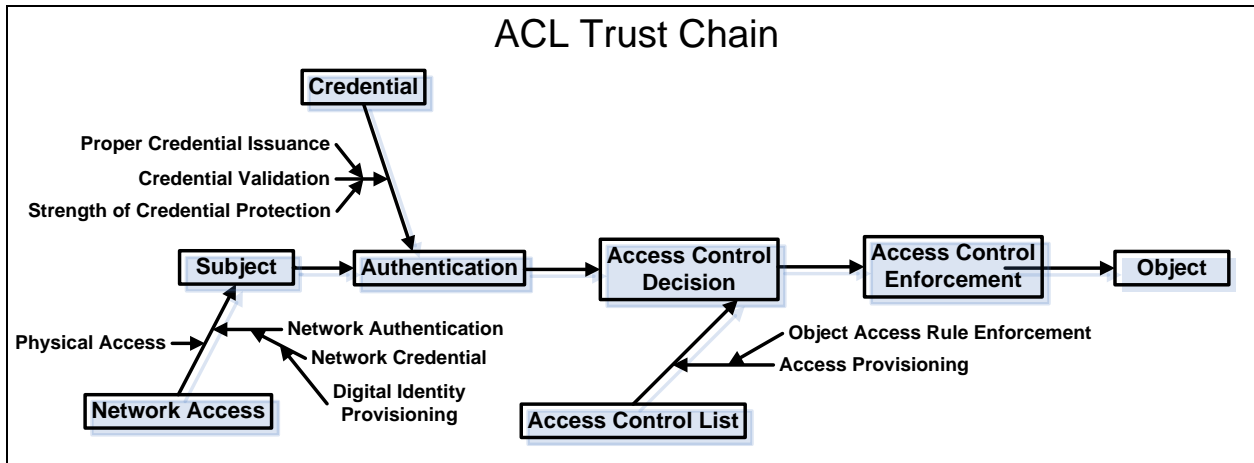 ACL Trust Chain
Credential
Proper Credential Issuance
Credential Validation
Strength of Credential Protection
Subject
Authentication
Access Control
Decision
Access Control
Enforcement
Object
Physical Access
Network Authentication
Network Credential
Digital Identity
Provisioning
Network Access
Object Access Rule Enforcement
Access Provisioning
Access Control List